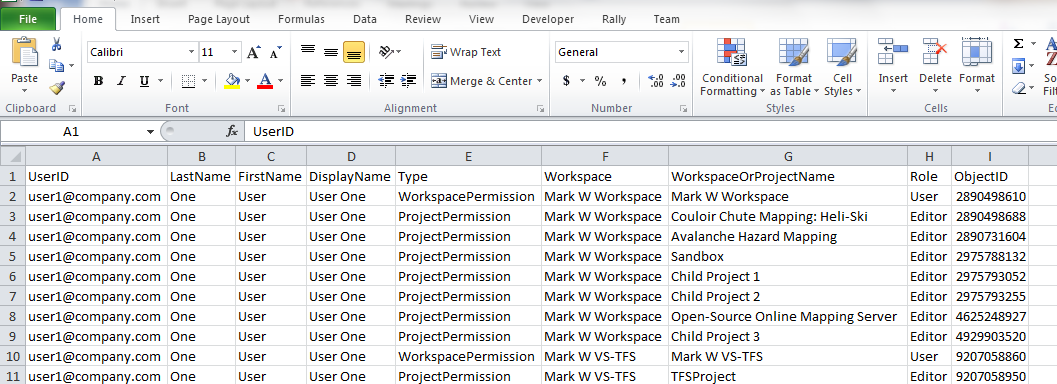 File Home Insert Page Layout Formulas Data Review View Developer Rally Team
Calibri 11 A A Wrap Text General Σ
Paste B I U A Merge & Center $ % , .00 .0 Conditional Formatting Format as Table Cell Styles Insert Delete Format
Clipboard Font Alignment Number Styles Cells
A1 fx UserID
A B C D E F G H I
1 UserID LastName FirstName DisplayName Type Workspace WorkspaceOrProjectName Role ObjectID
2 user1@company.com One User User One WorkspacePermission Mark W Workspace Mark W Workspace User 2890498610
3 user1@company.com One User User One ProjectPermission Mark W Workspace Couloir Chute Mapping: Heli-Ski Editor 2890498688
4 user1@company.com One User User One ProjectPermission Mark W Workspace Avalanche Hazard Mapping Editor 2890731604
5 user1@company.com One User User One ProjectPermission Mark W Workspace Sandbox Editor 2975788132
6 user1@company.com One User User One ProjectPermission Mark W Workspace Child Project 1 Editor 2975793052
7 user1@company.com One User User One ProjectPermission Mark W Workspace Child Project 2 Editor 2975793255
8 user1@company.com One User User One ProjectPermission Mark W Workspace Open-Source Online Mapping Server Editor 4625248927
9 user1@company.com One User User One ProjectPermission Mark W Workspace Child Project 3 Editor 4929903520
10 user1@company.com One User User One WorkspacePermission Mark W VS-TFS Mark W VS-TFS User 9207058860
11 user1@company.com One User User One ProjectPermission Mark W VS-TFS TFSProject Editor 9207058950